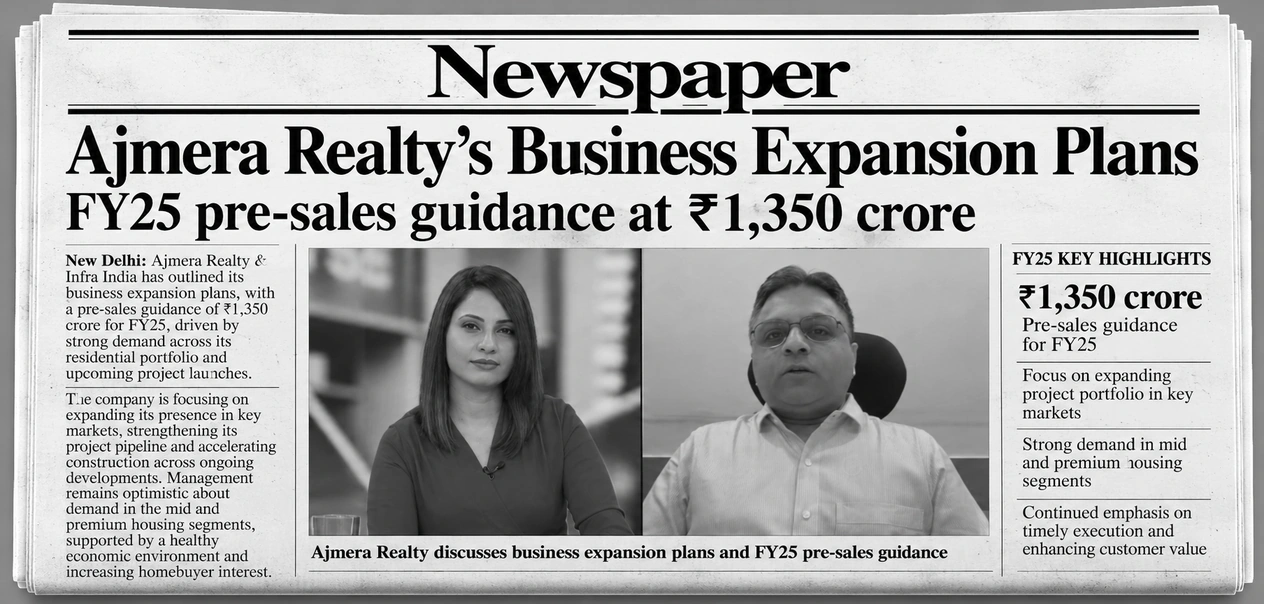 Newspaper
Ajmera Realty’s Business Expansion Plans
FY25 pre-sales guidance at ₹1,350 crore
New Delhi: Ajmera Realty &
Infra India has outlined its
business expansion plans, with
a pre-sales guidance of ₹1,350
crore for FY25, driven by
strong demand across its
residential portfolio and
upcoming project launches.
The company is focusing on
expanding its presence in key
markets, strengthening its
project pipeline and accelerating
construction across ongoing
developments. Management
remains optimistic about
demand in the mid and
premium housing segments,
supported by a healthy
economic environment and
increasing homebuyer interest.
Ajmera Realty discusses business expansion plans and FY25 pre-sales guidance
FY25 KEY HIGHLIGHTS
₹1,350 crore
Pre-sales guidance
for FY25
Focus on expanding
project portfolio in key
markets
Strong demand in mid
and premium housing
segments
Continued emphasis on
timely execution and
enhancing customer value